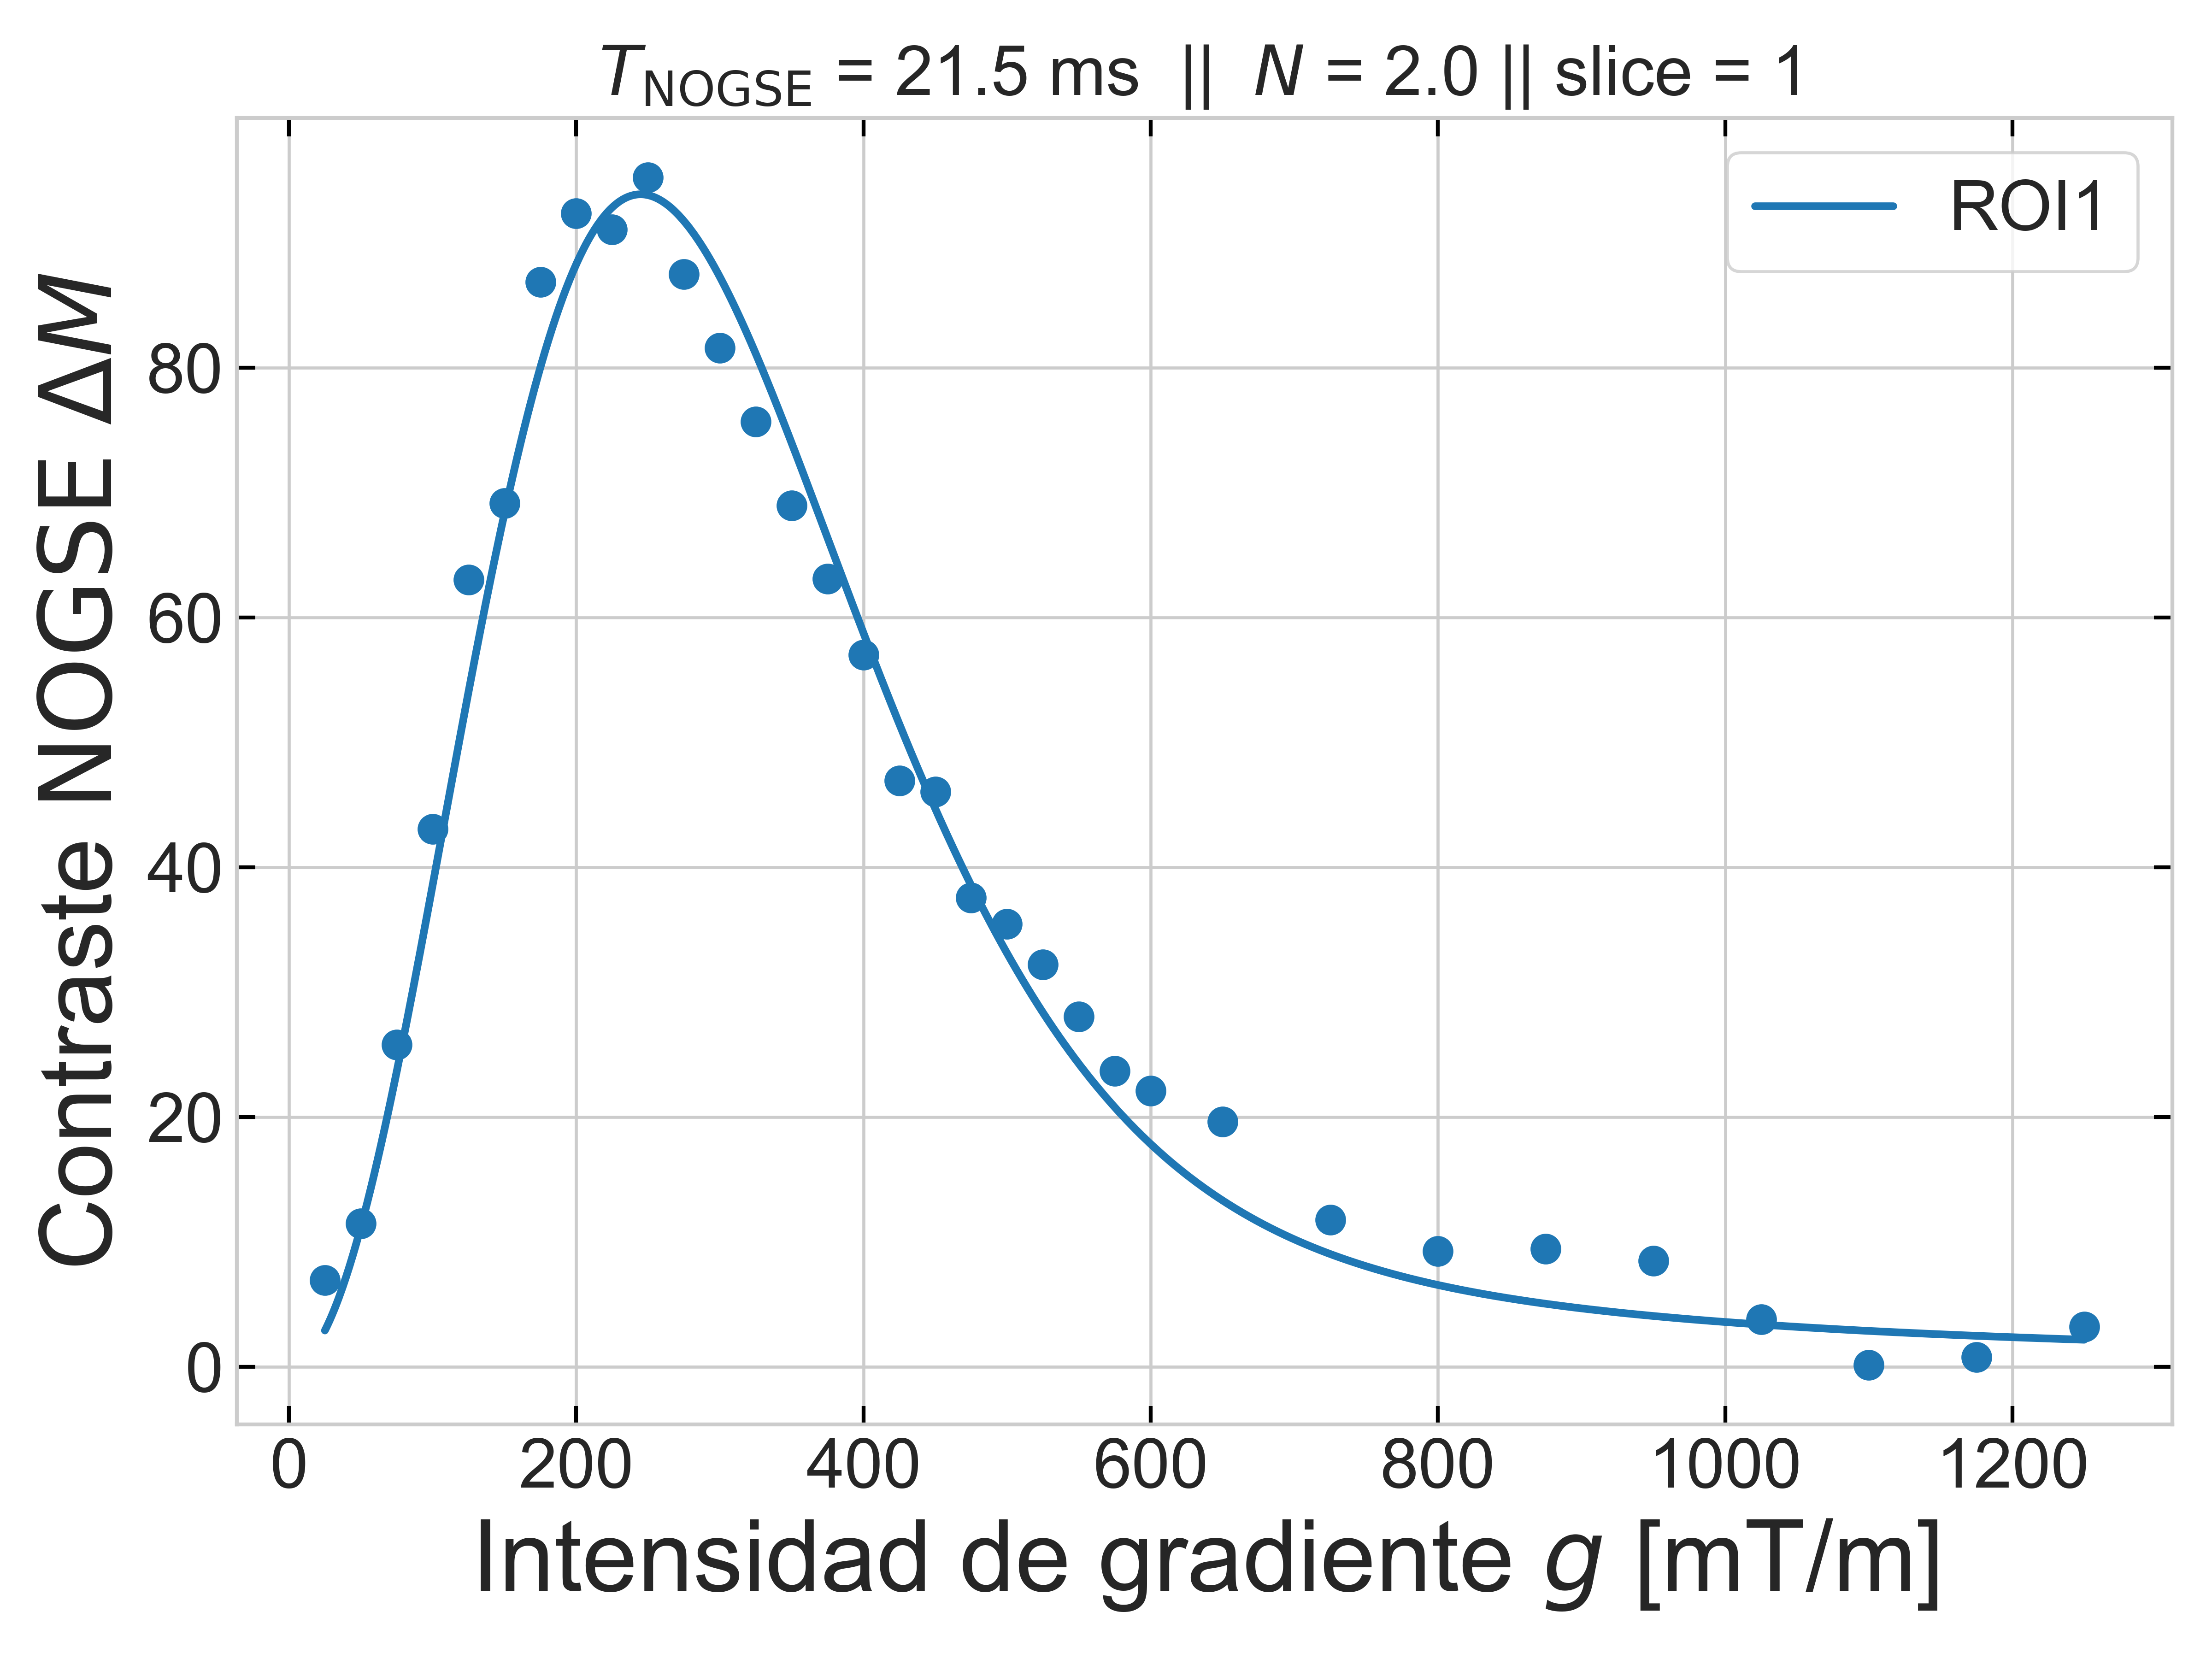 T_NOGSE = 21.5 ms || N = 2.0 || slice = 1
ROI1
Contraste NOGSE ΔM
80
60
40
20
0
0 200 400 600 800 1000 1200
Intensidad de gradiente g [mT/m]